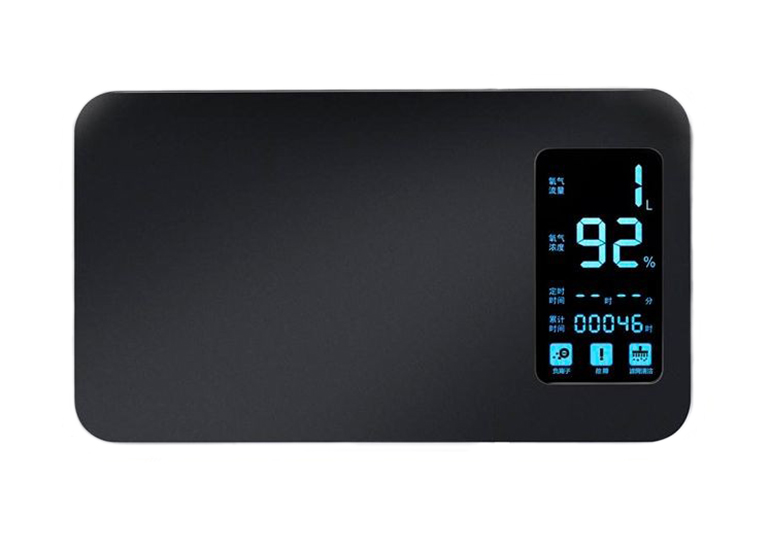 氧气
流量
1 L
氧气
浓度
92 %
定时
时间
-- 时 -- 分
累计
时间
00046 时
负离子
故障
滤网清洁